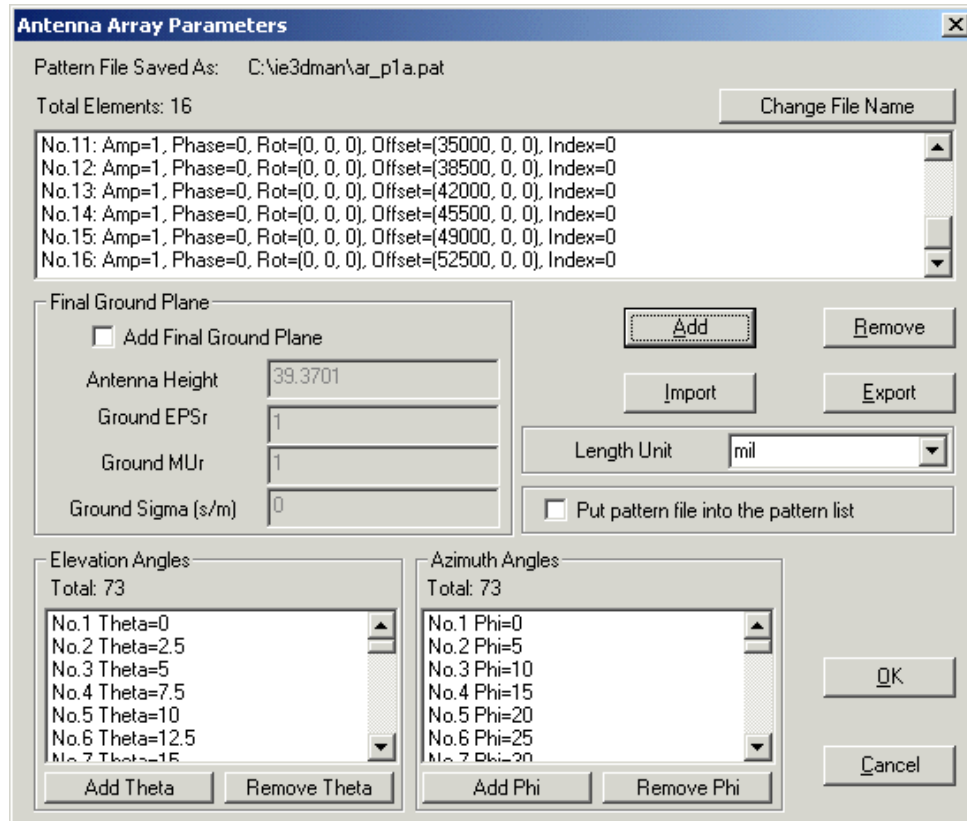 Antenna Array Parameters
Pattern File Saved As: C:\ie3dman\ar_p1a.pat
Total Elements: 16
Change File Name
No.11: Amp=1, Phase=0, Rot=(0, 0, 0), Offset=(35000, 0, 0), Index=0
No.12: Amp=1, Phase=0, Rot=(0, 0, 0), Offset=(38500, 0, 0), Index=0
No.13: Amp=1, Phase=0, Rot=(0, 0, 0), Offset=(42000, 0, 0), Index=0
No.14: Amp=1, Phase=0, Rot=(0, 0, 0), Offset=(45500, 0, 0), Index=0
No.15: Amp=1, Phase=0, Rot=(0, 0, 0), Offset=(49000, 0, 0), Index=0
No.16: Amp=1, Phase=0, Rot=(0, 0, 0), Offset=(52500, 0, 0), Index=0
Final Ground Plane
Add Final Ground Plane
Antenna Height 39.3701
Ground EPSr 1
Ground MUr 1
Ground Sigma (s/m) 0
Add
Remove
Import
Export
Length Unit mil
Put pattern file into the pattern list
Elevation Angles
Total: 73
No.1 Theta=0
No.2 Theta=2.5
No.3 Theta=5
No.4 Theta=7.5
No.5 Theta=10
No.6 Theta=12.5
No.7 Theta=15
Add Theta
Remove Theta
Azimuth Angles
Total: 73
No.1 Phi=0
No.2 Phi=5
No.3 Phi=10
No.4 Phi=15
No.5 Phi=20
No.6 Phi=25
No.7 Phi=30
Add Phi
Remove Phi
OK
Cancel